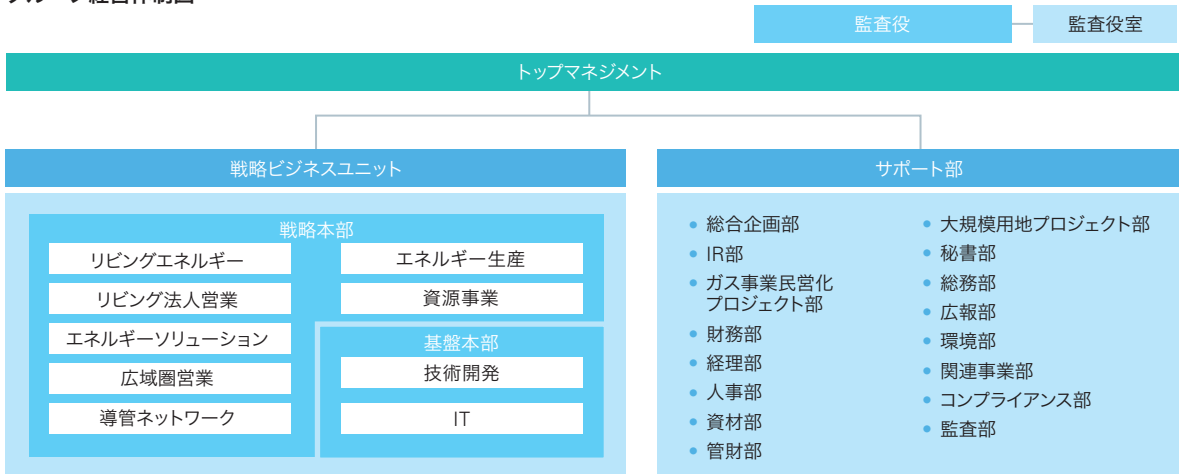 監査役
監査役室
トップマネジメント
戦略ビジネスユニット
戦略本部
リビングエネルギー
リビング法人営業
エネルギーソリューション
広域圏営業
導管ネットワーク
エネルギー生産
資源事業
基盤本部
技術開発
IT
サポート部
総合企画部
IR部
ガス事業民営化
プロジェクト部
財務部
経理部
人事部
資材部
管財部
大規模用地プロジェクト部
秘書部
総務部
広報部
環境部
関連事業部
コンプライアンス部
監査部